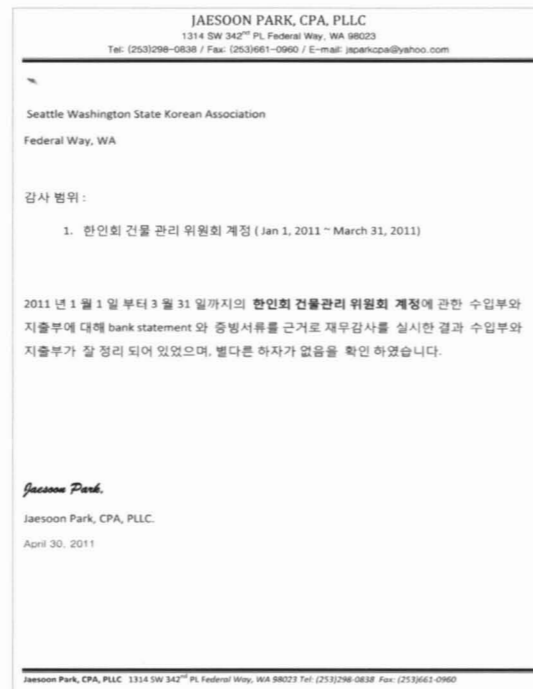 JAESOON PARK, CPA, PLLC
1314 SW 342nd PL Federal Way, WA 98023
Tel: (253)298-0838 / Fax: (253)661-0960 / E-mail: jsparkcpa@yahoo.com
Seattle Washington State Korean Association
Federal Way, WA
감사 범위 :
1. 한인회 건물 관리 위원회 계정 ( Jan 1, 2011 ~ March 31, 2011)
2011 년 1 월 1 일 부터 3 월 31 일까지의 한인회 건물관리 위원회 계정에 관한 수입부와
지출부에 대해 bank statement 와 증빙서류를 근거로 재무감사를 실시한 결과 수입부와
지출부가 잘 정리 되어 있었으며, 별다른 하자가 없음을 확인 하였습니다.
Jaesoon Park.
Jaesoon Park, CPA, PLLC.
April 30, 2011
Jaesoon Park, CPA, PLLC 1314 SW 342nd PL Federal Way, WA 98023 Tel: (253)298-0838 Fax: (253)661-0960